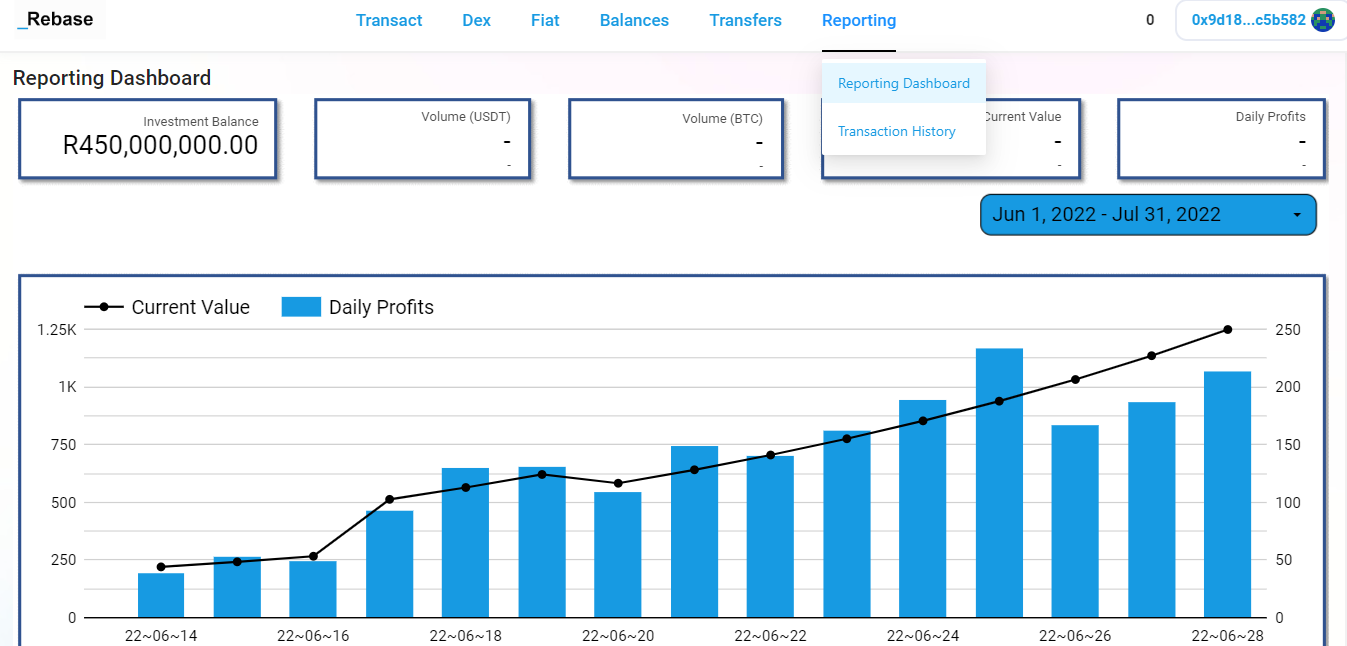 _Rebase
Transact Dex Fiat Balances Transfers Reporting
0 0x9d18...c5b582
Reporting Dashboard
Reporting Dashboard
Transaction History
Investment Balance
R450,000,000.00
Volume (USDT)
-
-
Volume (BTC)
-
-
Current Value
-
-
Daily Profits
-
-
Jun 1, 2022 - Jul 31, 2022
Current Value Daily Profits
1.25K 250
1K 200
750 150
500 100
250 50
0 0
22~06~14 22~06~16 22~06~18 22~06~20 22~06~22 22~06~24 22~06~26 22~06~28